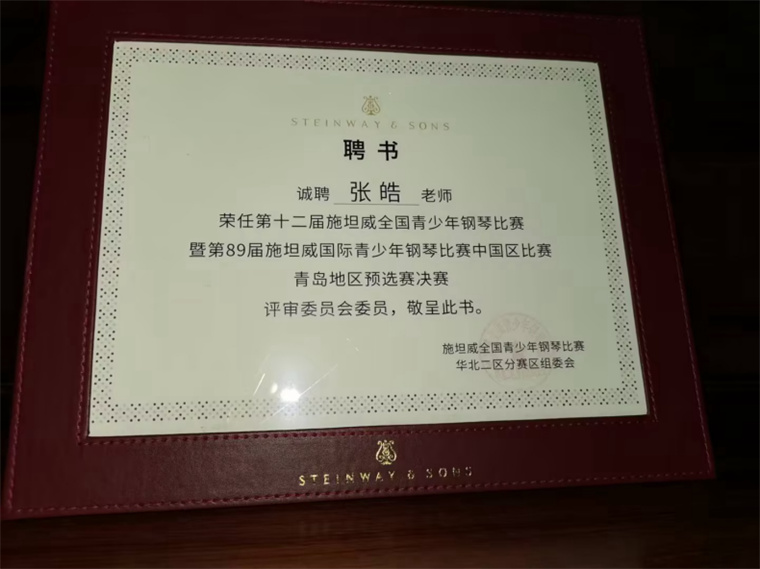 STEINWAY & SONS
聘书
诚聘 张皓 老师
荣任第十二届施坦威全国青少年钢琴比赛
暨第89届施坦威国际青少年钢琴比赛中国区比赛
青岛地区预选赛决赛
评审委员会委员，敬呈此书。
施坦威全国青少年钢琴比赛
华北二区分赛区组委会
STEINWAY & SONS